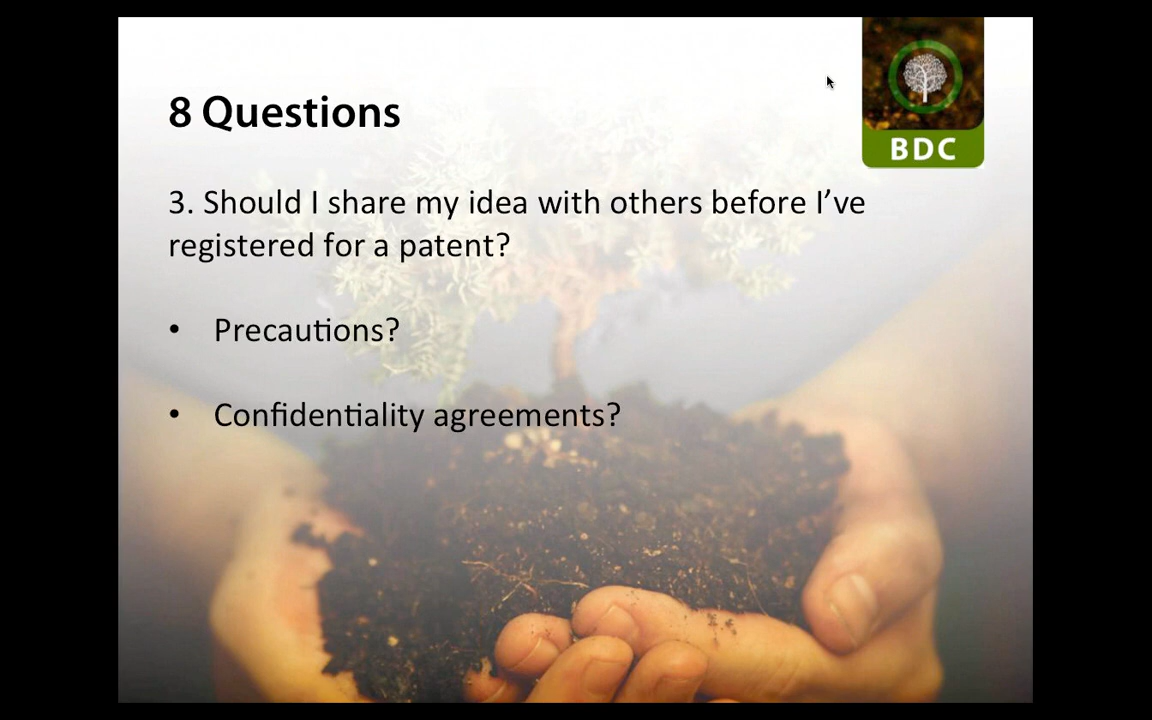 BDC
8 Questions
3. Should I share my idea with others before I’ve
registered for a patent?
• Precautions?
• Confidentiality agreements?